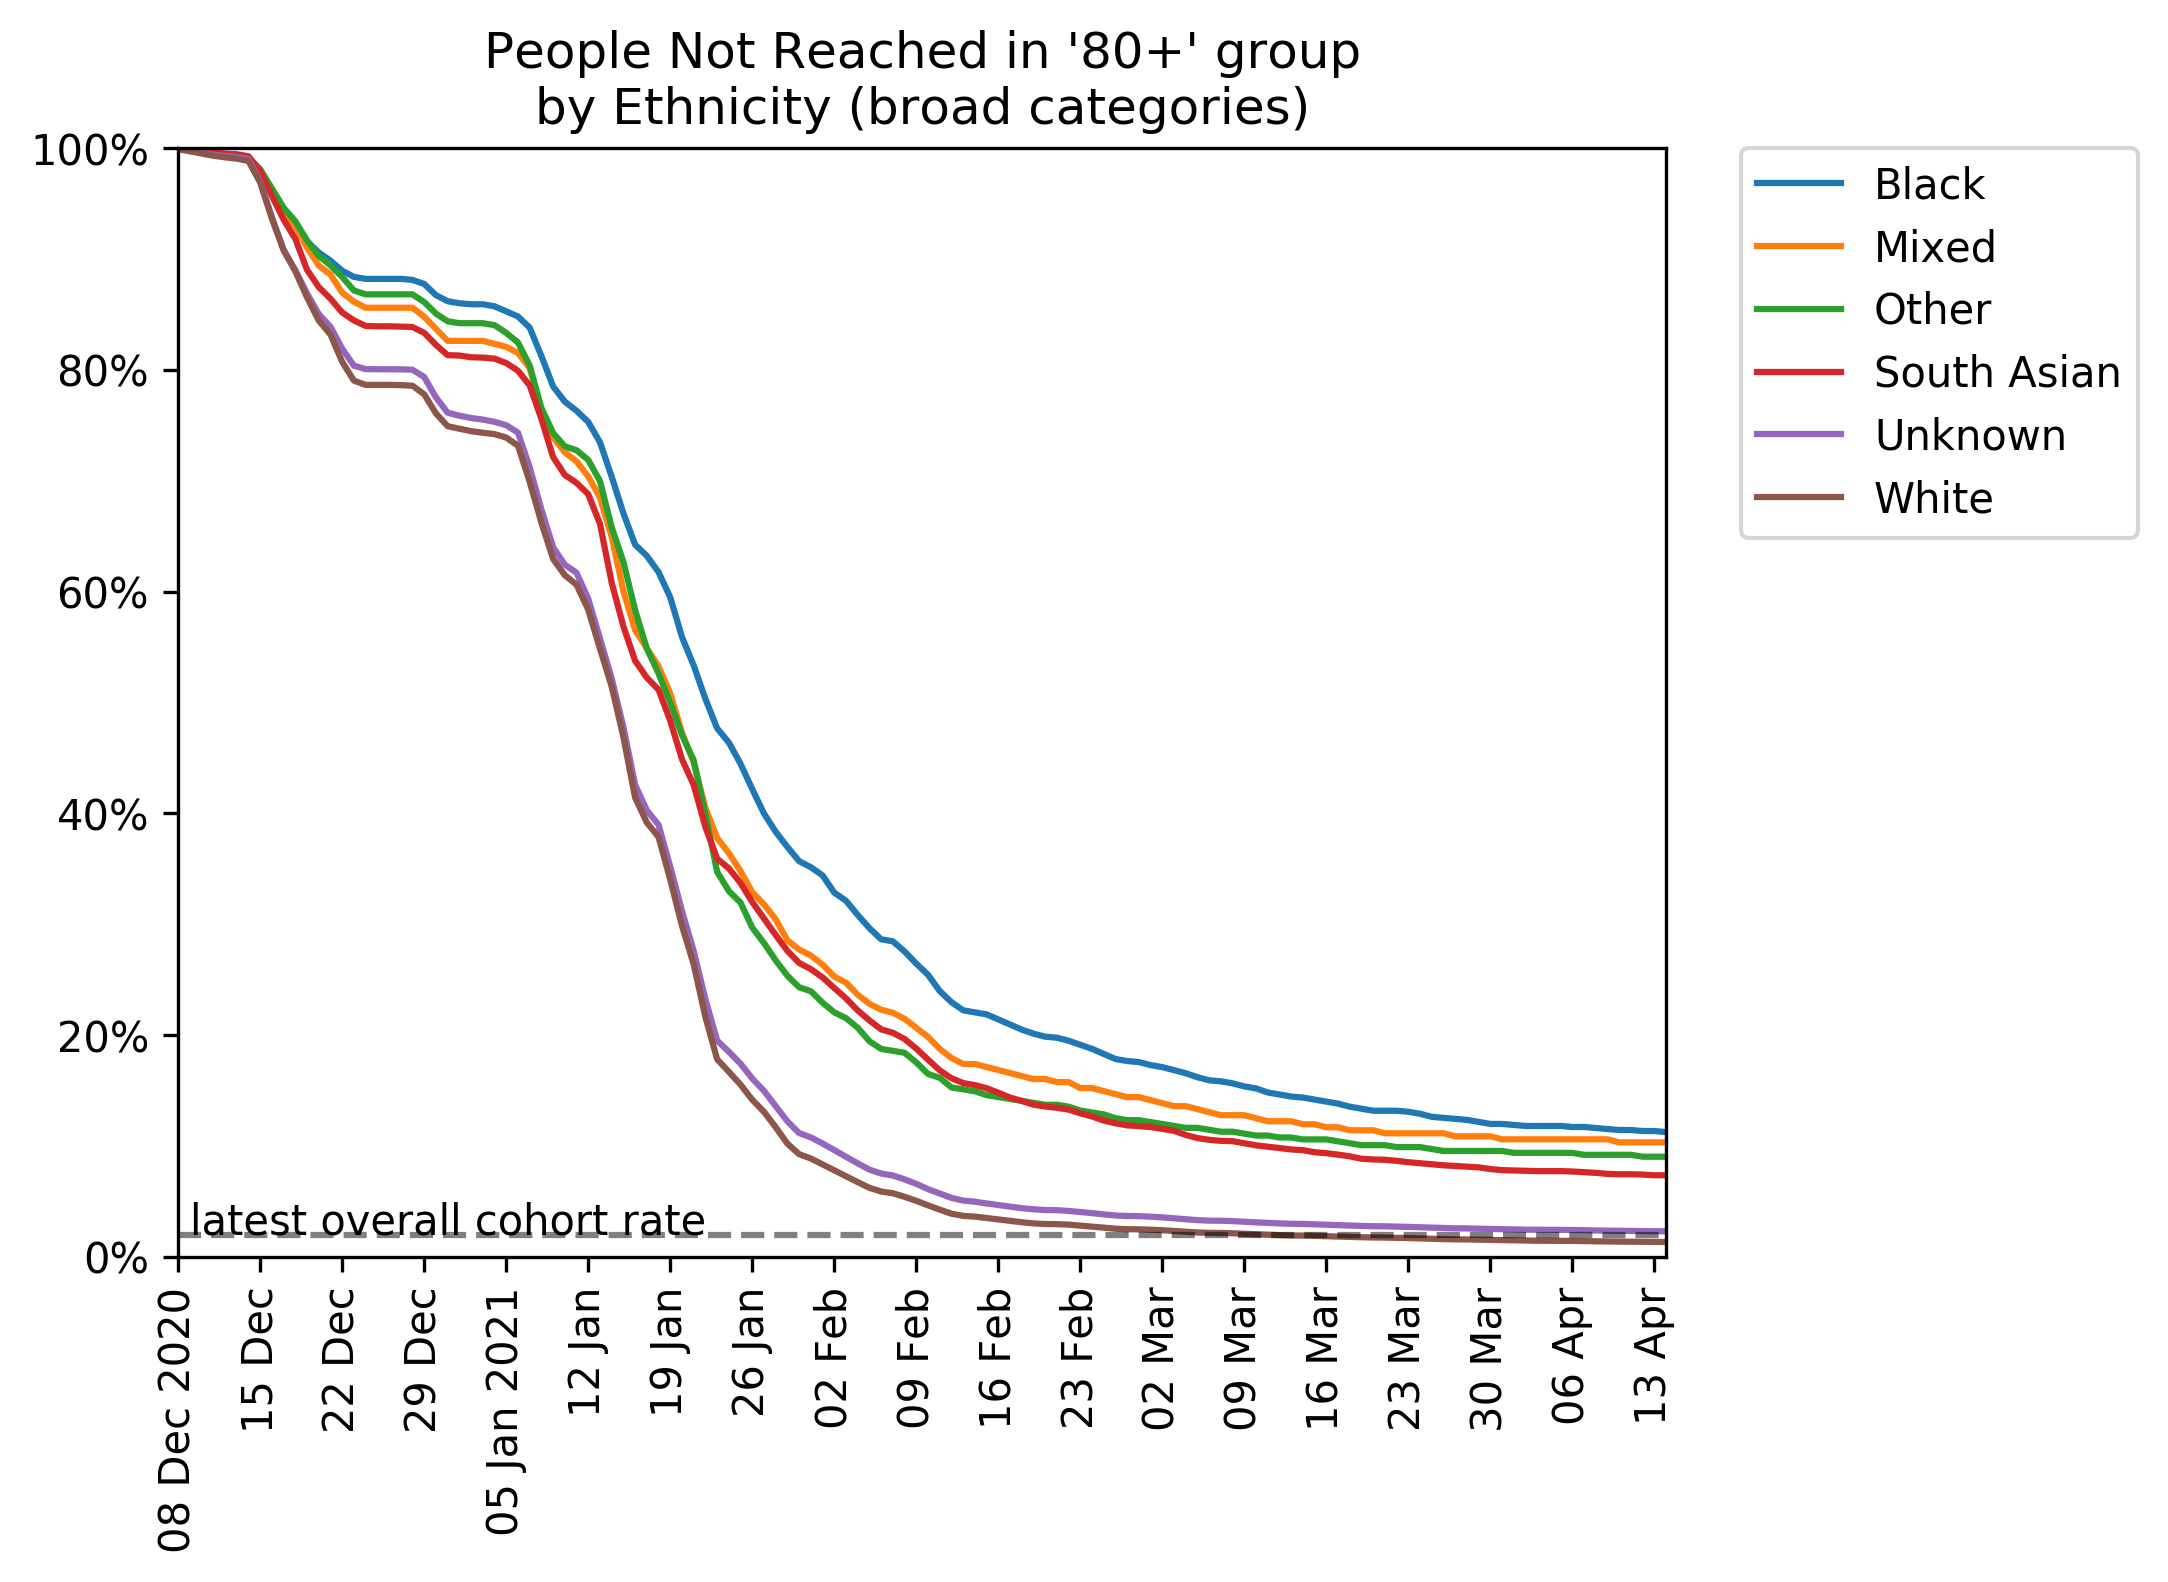 People Not Reached in '80+' group
by Ethnicity (broad categories)
100%
80%
60%
40%
20%
0%
latest overall cohort rate
08 Dec 2020
15 Dec
22 Dec
29 Dec
05 Jan 2021
12 Jan
19 Jan
26 Jan
02 Feb
09 Feb
16 Feb
23 Feb
02 Mar
09 Mar
16 Mar
23 Mar
30 Mar
06 Apr
13 Apr
Black
Mixed
Other
South Asian
Unknown
White